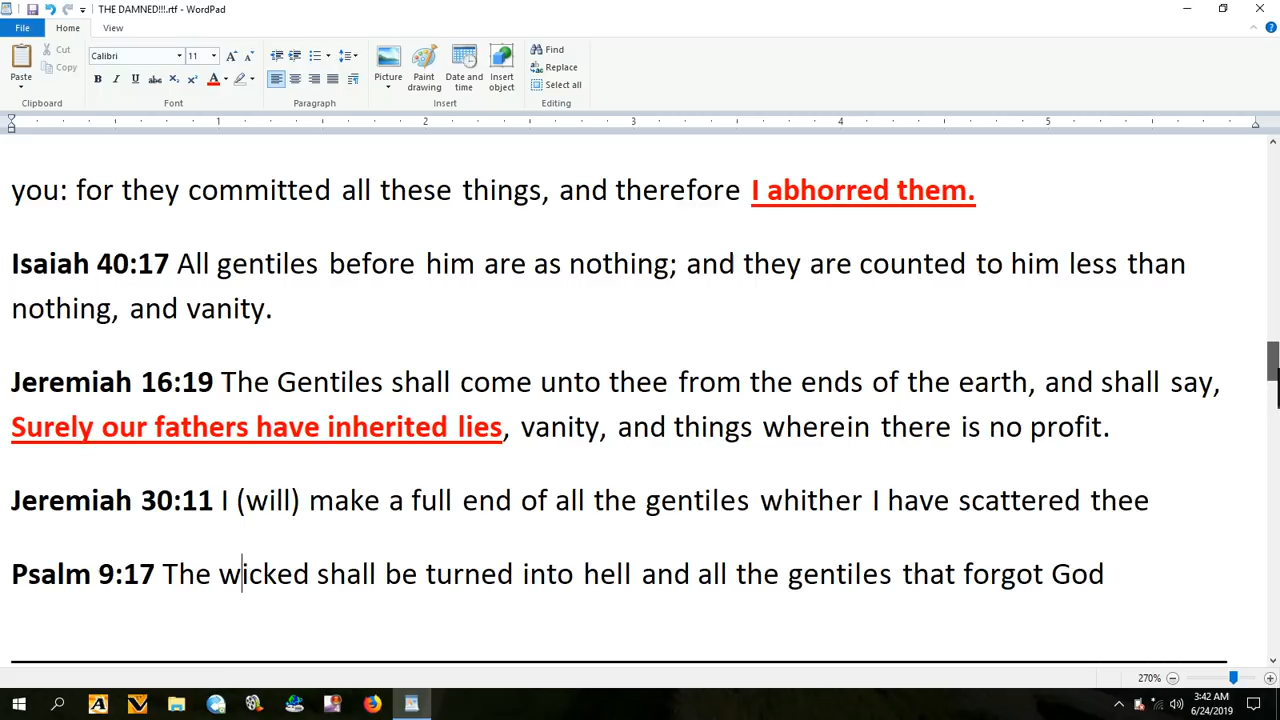 THE DAMNED!!!.rtf - WordPad
File Home View
Paste Cut Copy
Calibri 11
Picture Paint drawing Date and time Insert object
Find
Replace
Select all
Clipboard Font Paragraph Insert Editing
1 2 3 4 5
you: for they committed all these things, and therefore I abhorred them.
Isaiah 40:17 All gentiles before him are as nothing; and they are counted to him less than
nothing, and vanity.
Jeremiah 16:19 The Gentiles shall come unto thee from the ends of the earth, and shall say,
Surely our fathers have inherited lies, vanity, and things wherein there is no profit.
Jeremiah 30:11 I (will) make a full end of all the gentiles whither I have scattered thee
Psalm 9:17 The wicked shall be turned into hell and all the gentiles that forgot God
270%
3:42 AM
6/24/2019